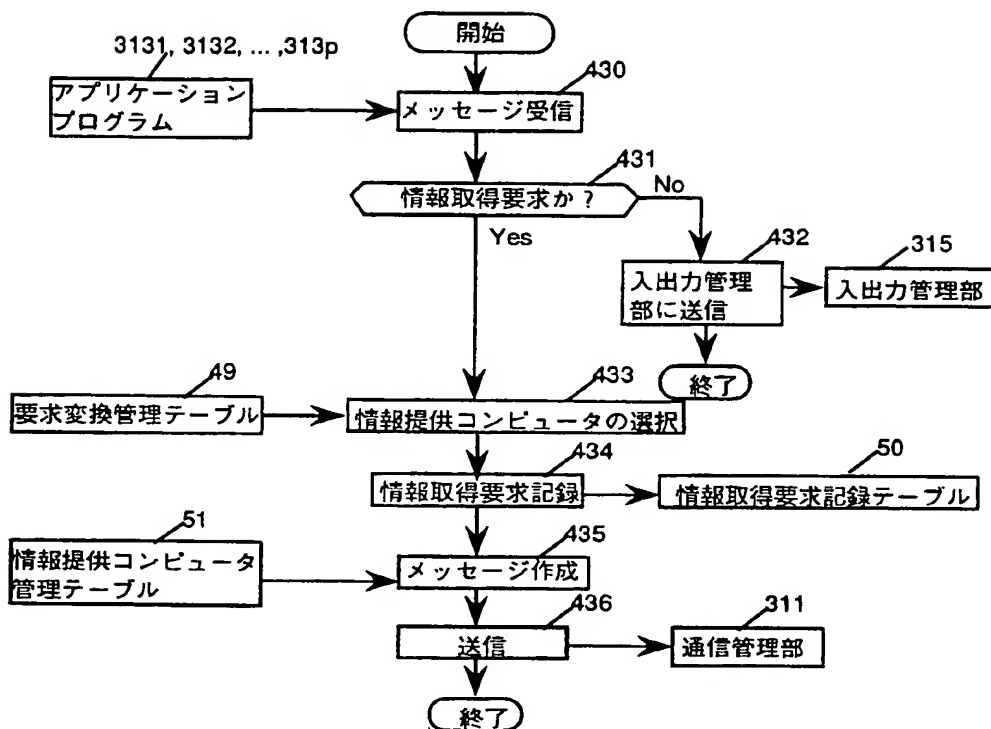 開始
3131, 3132, ... ,313p
アプリケーション
プログラム
430
メッセージ受信
431
情報取得要求か？
No
Yes
432
入出力管理
部に送信
315
入出力管理部
終了
49
要求変換管理テーブル
433
情報提供コンピュータの選択
434
情報取得要求記録
50
情報取得要求記録テーブル
51
情報提供コンピュータ
管理テーブル
435
メッセージ作成
436
送信
311
通信管理部
終了